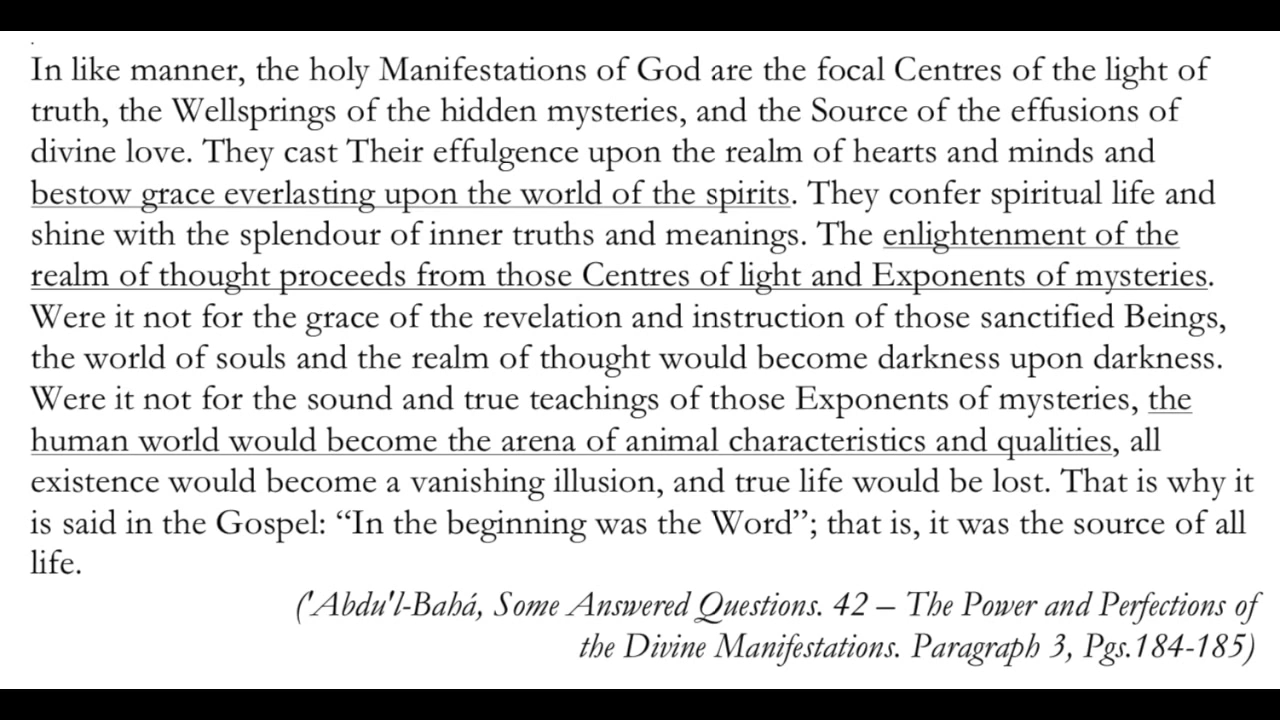 In like manner, the holy Manifestations of God are the focal Centres of the light of
truth, the Wellsprings of the hidden mysteries, and the Source of the effusions of
divine love. They cast Their effulgence upon the realm of hearts and minds and
bestow grace everlasting upon the world of the spirits. They confer spiritual life and
shine with the splendour of inner truths and meanings. The enlightenment of the
realm of thought proceeds from those Centres of light and Exponents of mysteries.
Were it not for the grace of the revelation and instruction of those sanctified Beings,
the world of souls and the realm of thought would become darkness upon darkness.
Were it not for the sound and true teachings of those Exponents of mysteries, the
human world would become the arena of animal characteristics and qualities, all
existence would become a vanishing illusion, and true life would be lost. That is why it
is said in the Gospel: “In the beginning was the Word”; that is, it was the source of all
life.
('Abdu'l-Bahá, Some Answered Questions. 42 – The Power and Perfections of
the Divine Manifestations. Paragraph 3, Pgs.184-185)